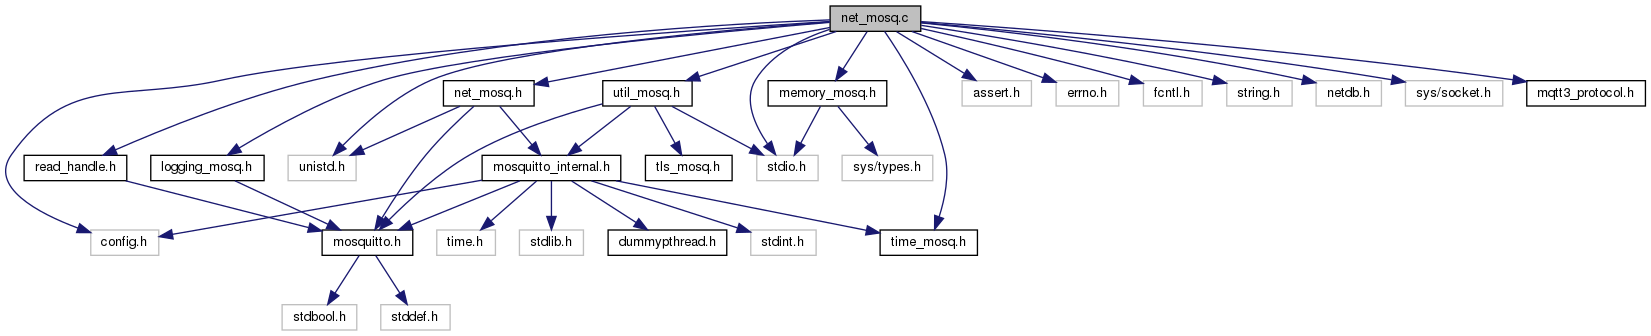 net_mosq.c
net_mosq.h
util_mosq.h
memory_mosq.h
assert.h
errno.h
fcntl.h
string.h
netdb.h
sys/socket.h
mqtt3_protocol.h
read_handle.h
logging_mosq.h
unistd.h
mosquitto_internal.h
tls_mosq.h
stdio.h
sys/types.h
config.h
mosquitto.h
time.h
stdlib.h
dummypthread.h
stdint.h
time_mosq.h
stdbool.h
stddef.h